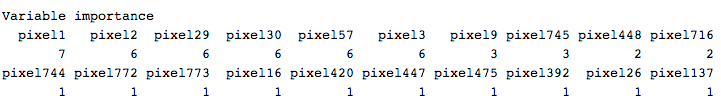 Variable importance
pixel1 pixel2 pixel29 pixel30 pixel57 pixel3 pixel9 pixel745 pixel448 pixel716
7 6 6 6 6 6 3 3 2 2
pixel744 pixel772 pixel773 pixel16 pixel420 pixel447 pixel475 pixel392 pixel26 pixel137
1 1 1 1 1 1 1 1 1 1